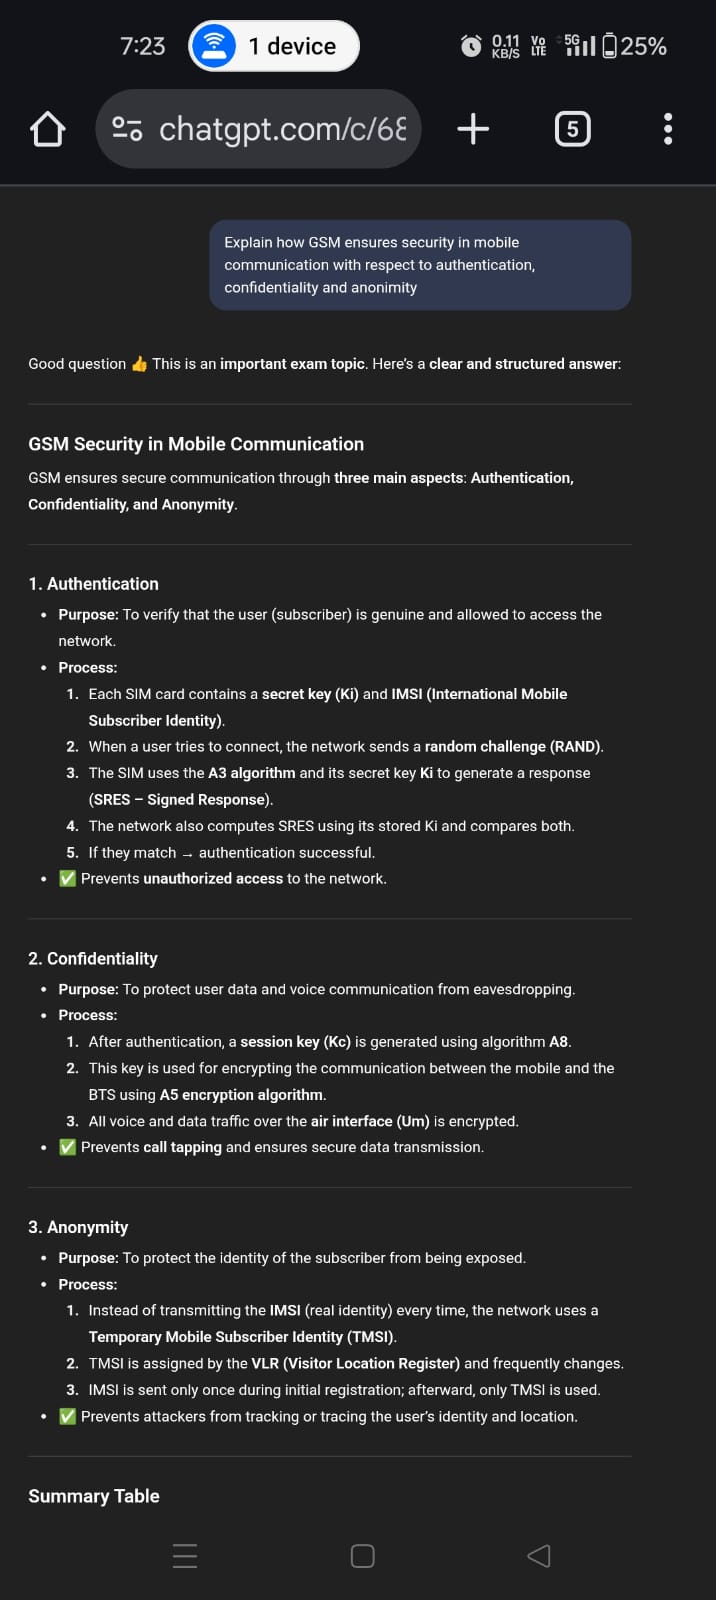 7:23
1 device
0.11
KB/S
Vo
LTE
5G
25%
chatgpt.com/c/68
5
Explain how GSM ensures security in mobile
communication with respect to authentication,
confidentiality and anonimity
Good question 👍 This is an important exam topic. Here's a clear and structured answer:
GSM Security in Mobile Communication
GSM ensures secure communication through three main aspects: Authentication,
Confidentiality, and Anonymity.
1. Authentication
• Purpose: To verify that the user (subscriber) is genuine and allowed to access the
network.
• Process:
1. Each SIM card contains a secret key (Ki) and IMSI (International Mobile
Subscriber Identity).
2. When a user tries to connect, the network sends a random challenge (RAND).
3. The SIM uses the A3 algorithm and its secret key Ki to generate a response
(SRES – Signed Response).
4. The network also computes SRES using its stored Ki and compares both.
5. If they match → authentication successful.
• ✅ Prevents unauthorized access to the network.
2. Confidentiality
• Purpose: To protect user data and voice communication from eavesdropping.
• Process:
1. After authentication, a session key (Kc) is generated using algorithm A8.
2. This key is used for encrypting the communication between the mobile and the
BTS using A5 encryption algorithm.
3. All voice and data traffic over the air interface (Um) is encrypted.
• ✅ Prevents call tapping and ensures secure data transmission.
3. Anonymity
• Purpose: To protect the identity of the subscriber from being exposed.
• Process:
1. Instead of transmitting the IMSI (real identity) every time, the network uses a
Temporary Mobile Subscriber Identity (TMSI).
2. TMSI is assigned by the VLR (Visitor Location Register) and frequently changes.
3. IMSI is sent only once during initial registration; afterward, only TMSI is used.
• ✅ Prevents attackers from tracking or tracing the user's identity and location.
Summary Table